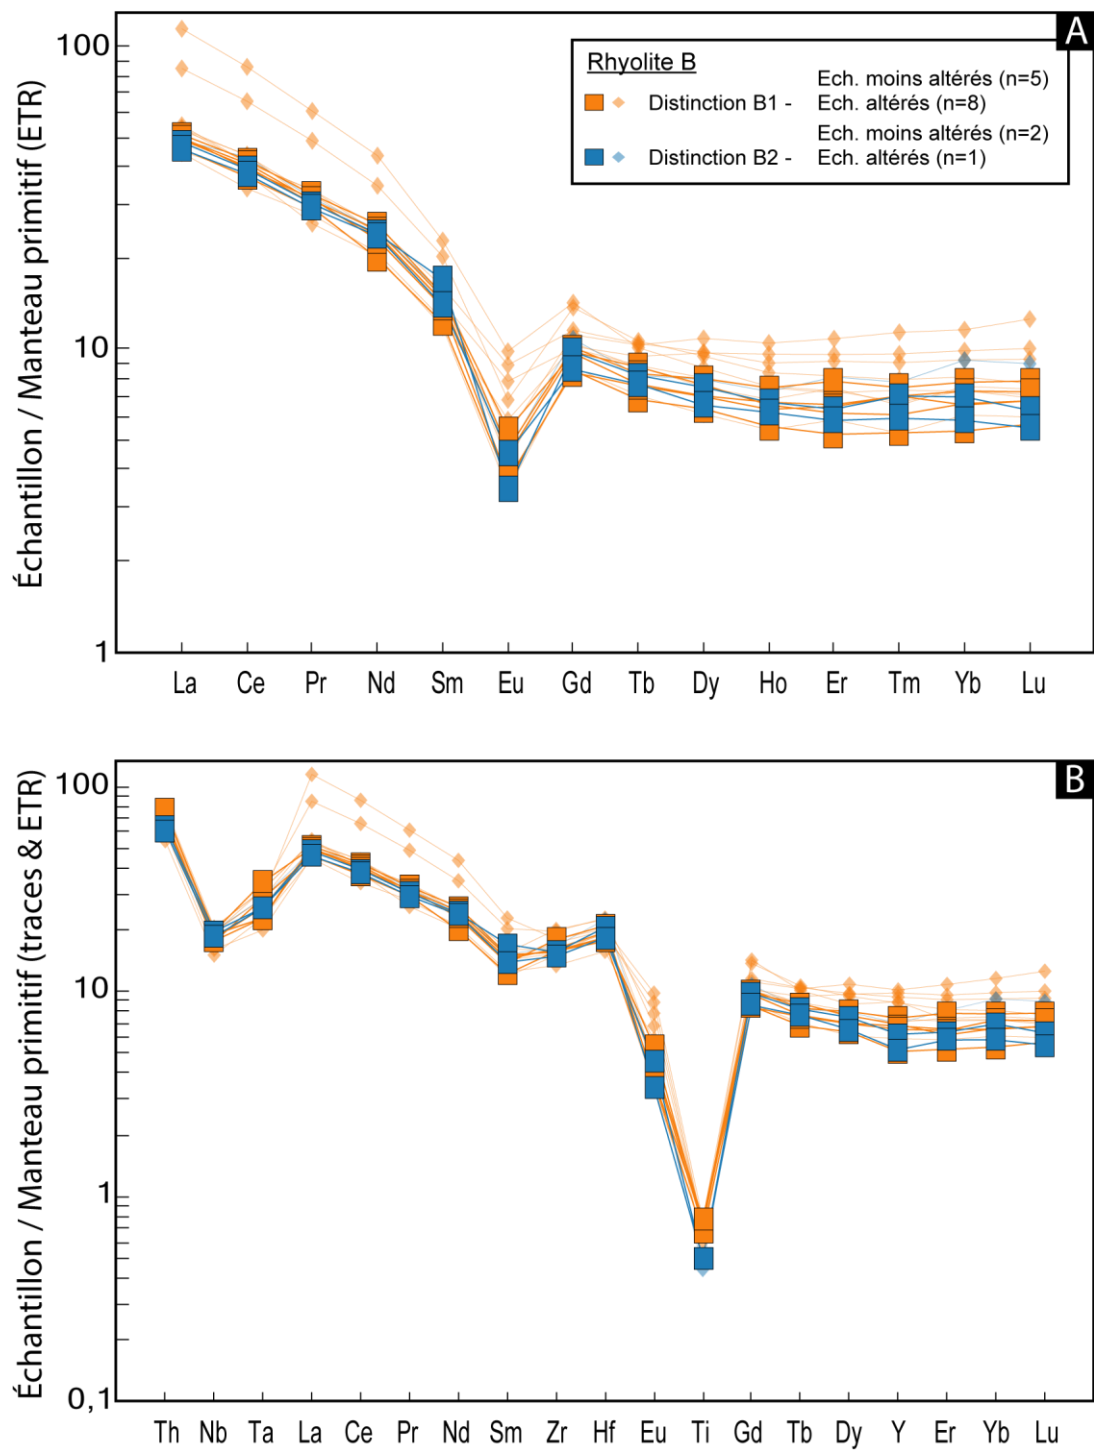 A
Échantillon / Manteau primitif (ETR)
100
10
1
Rhyolite B
Ech. moins altérés (n=5)
Distinction B1 - Ech. altérés (n=8)
Ech. moins altérés (n=2)
Distinction B2 - Ech. altérés (n=1)
La Ce Pr Nd Sm Eu Gd Tb Dy Ho Er Tm Yb Lu
B
Échantillon / Manteau primitif (traces & ETR)
100
10
1
0,1
Th Nb Ta La Ce Pr Nd Sm Zr Hf Eu Ti Gd Tb Dy Y Er Yb Lu